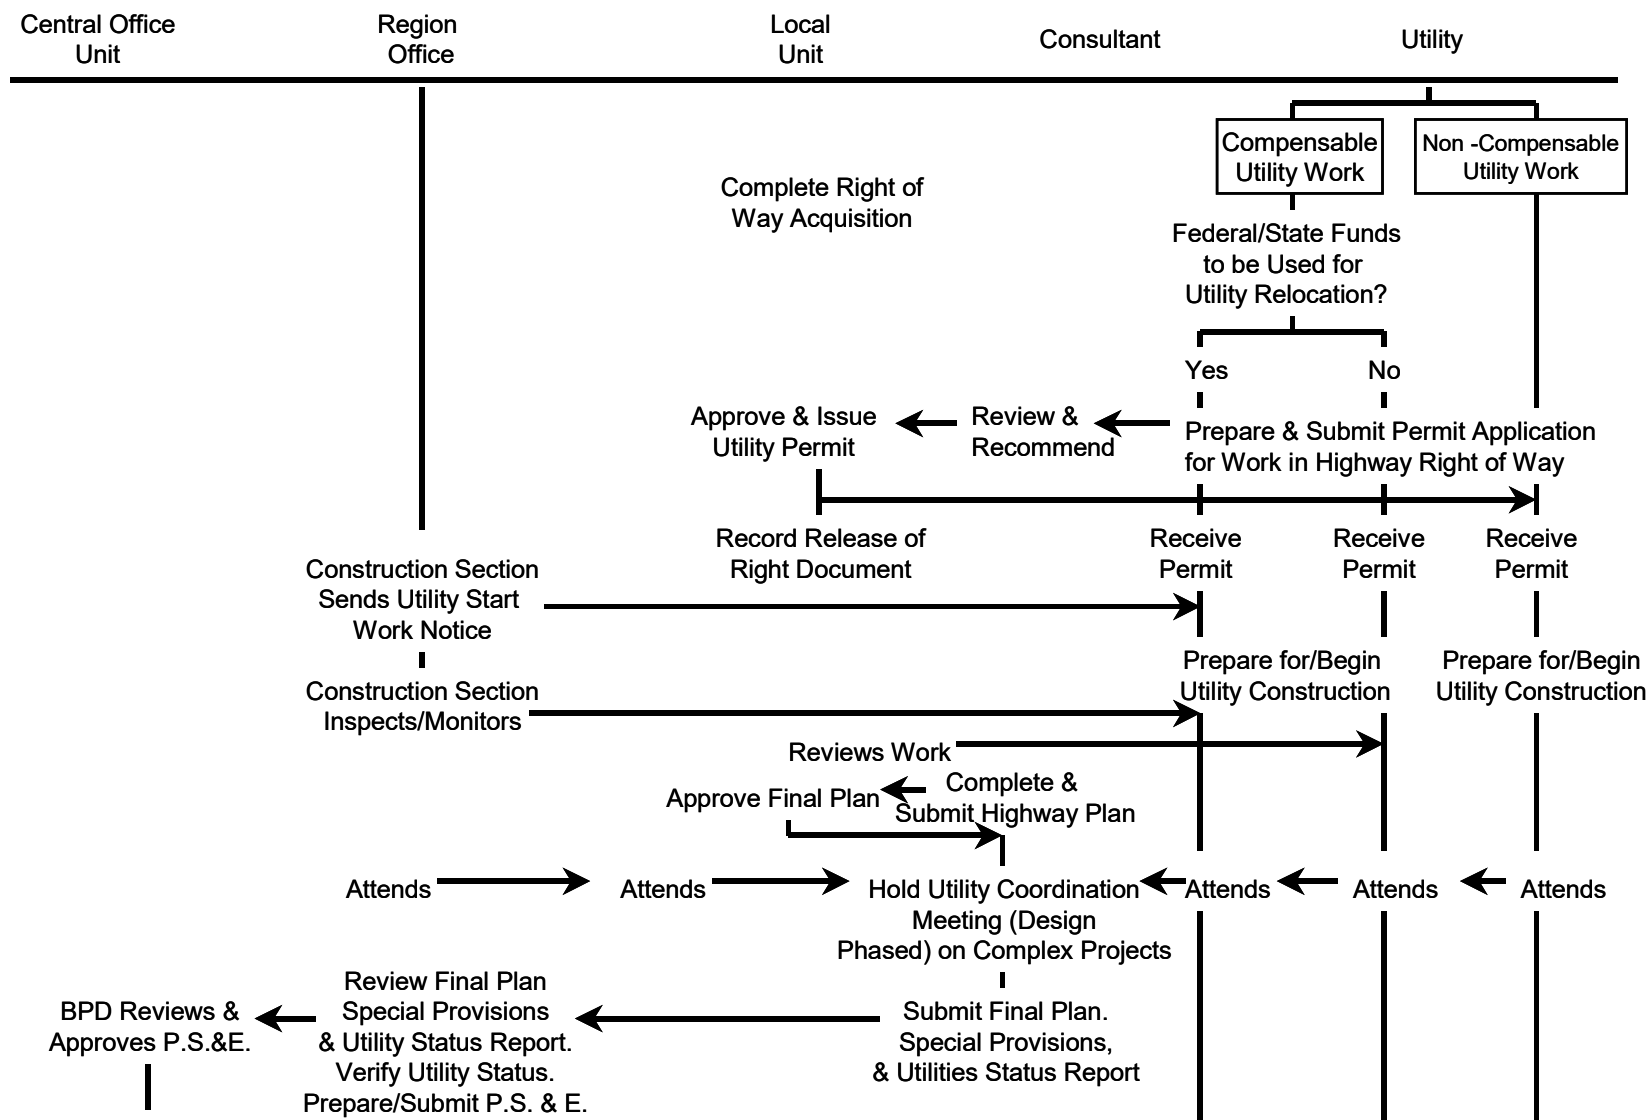 Central Office
Unit
Region
Office
Local
Unit
Consultant
Utility
Compensable
Utility Work
Non -Compensable
Utility Work
Complete Right of
Way Acquisition
Federal/State Funds
to be Used for
Utility Relocation?
Yes
No
Approve & Issue
Utility Permit
Review &
Recommend
Prepare & Submit Permit Application
for Work in Highway Right of Way
Record Release of
Right Document
Receive
Permit
Receive
Permit
Receive
Permit
Construction Section
Sends Utility Start
Work Notice
Prepare for/Begin
Utility Construction
Prepare for/Begin
Utility Construction
Construction Section
Inspects/Monitors
Reviews Work
Complete &
Submit Highway Plan
Approve Final Plan
Attends
Attends
Hold Utility Coordination
Meeting (Design
Phased) on Complex Projects
Attends
Attends
Attends
BPD Reviews &
Approves P.S.&E.
Review Final Plan
Special Provisions
& Utility Status Report.
Verify Utility Status.
Prepare/Submit P.S. & E.
Submit Final Plan.
Special Provisions,
& Utilities Status Report